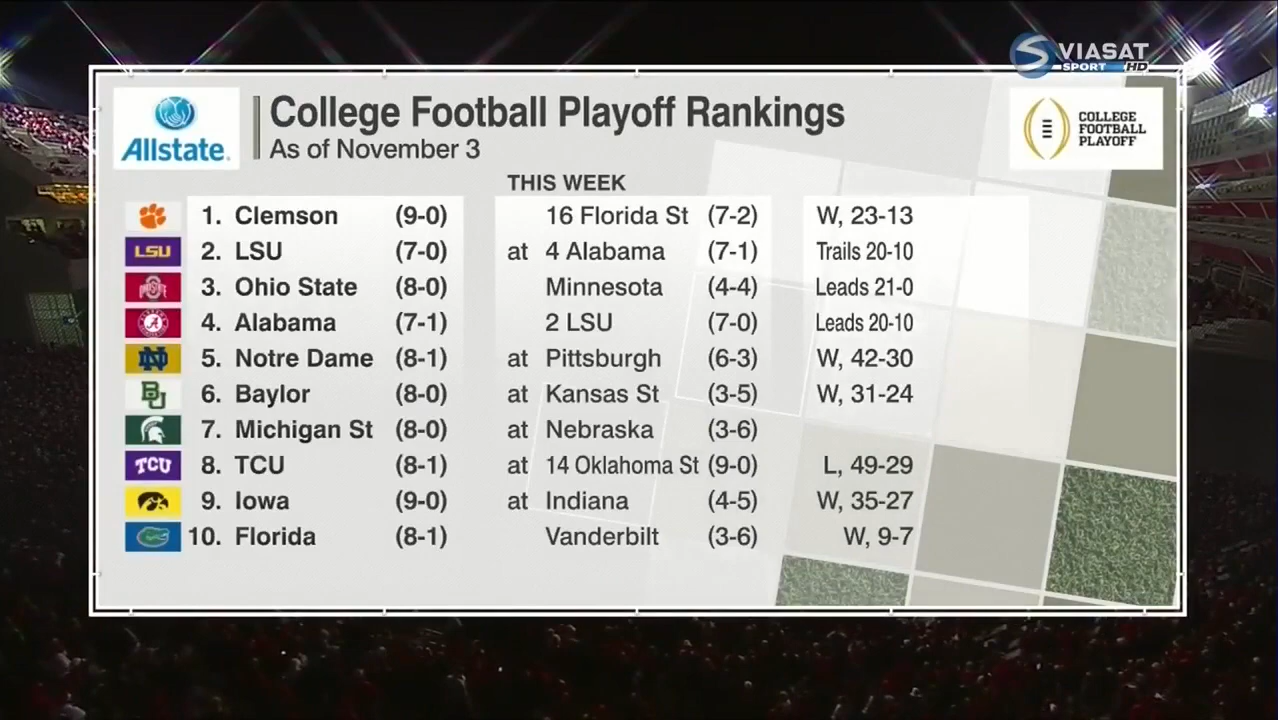 VIASAT
SPORT HD
Allstate.
College Football Playoff Rankings
As of November 3
COLLEGE
FOOTBALL
PLAYOFF
THIS WEEK
1. Clemson (9-0) 16 Florida St (7-2) W, 23-13
LSU 2. LSU (7-0) at 4 Alabama (7-1) Trails 20-10
3. Ohio State (8-0) Minnesota (4-4) Leads 21-0
4. Alabama (7-1) 2 LSU (7-0) Leads 20-10
5. Notre Dame (8-1) at Pittsburgh (6-3) W, 42-30
BU 6. Baylor (8-0) at Kansas St (3-5) W, 31-24
7. Michigan St (8-0) at Nebraska (3-6)
TCU 8. TCU (8-1) at 14 Oklahoma St (9-0) L, 49-29
9. Iowa (9-0) at Indiana (4-5) W, 35-27
10. Florida (8-1) Vanderbilt (3-6) W, 9-7